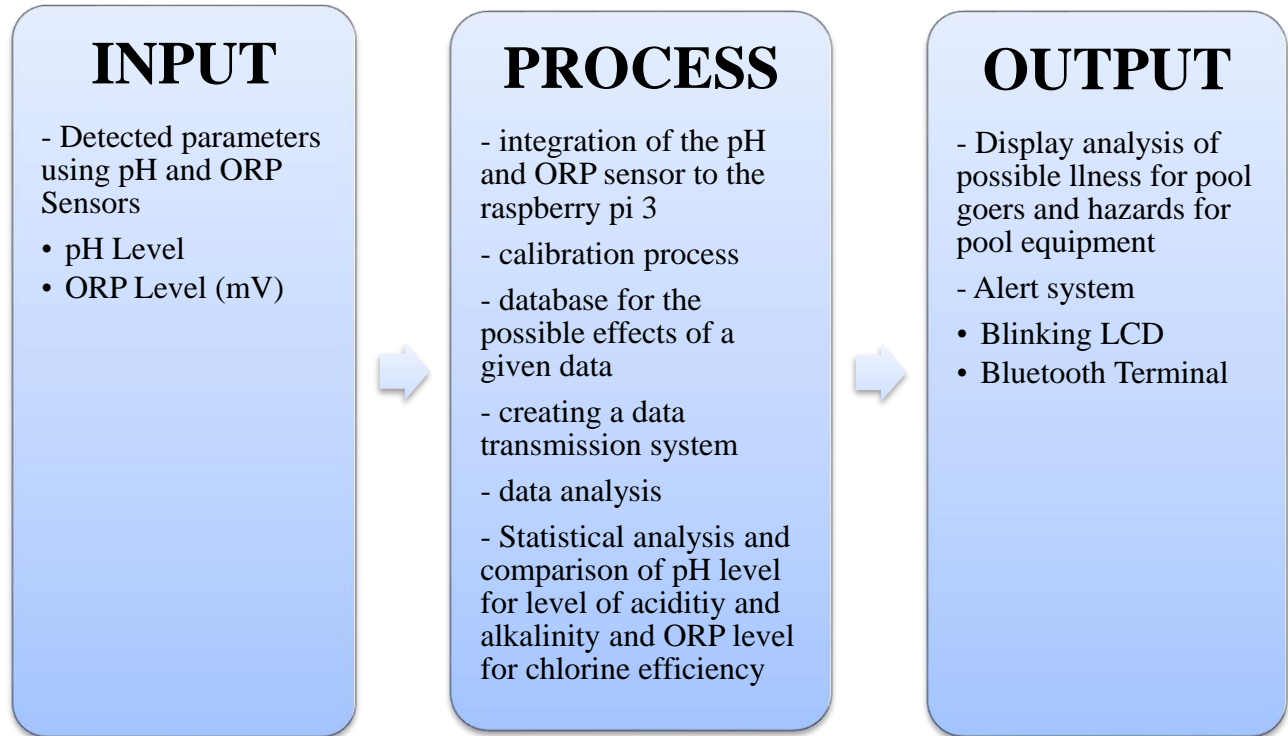 INPUT
- Detected parameters
using pH and ORP
Sensors
• pH Level
• ORP Level (mV)
PROCESS
- integration of the pH
and ORP sensor to the
raspberry pi 3
- calibration process
- database for the
possible effects of a
given data
- creating a data
transmission system
- data analysis
- Statistical analysis and
comparison of pH level
for level of aciditiy and
alkalinity and ORP level
for chlorine efficiency
OUTPUT
- Display analysis of
possible llness for pool
goers and hazards for
pool equipment
- Alert system
• Blinking LCD
• Bluetooth Terminal